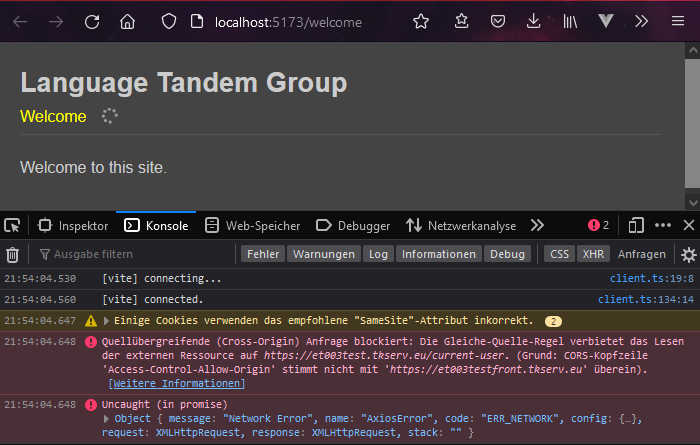 localhost:5173/welcome
Language Tandem Group
Welcome
Welcome to this site.
Inspektor Konsole Web-Speicher Debugger Netzwerkanalyse 2
Ausgabe filtern Fehler Warnungen Log Informationen Debug CSS XHR Anfragen
21:54:04.530 [vite] connecting... client.ts:19:8
21:54:04.560 [vite] connected. client.ts:134:14
21:54:04.647 Einige Cookies verwenden das empfohlene "SameSite"-Attribut inkorrekt. 2
21:54:04.648 Quellübergreifende (Cross-Origin) Anfrage blockiert: Die Gleiche-Quelle-Regel verbietet das Lesen
der externen Ressource auf https://et003test.tkserv.eu/current-user. (Grund: CORS-Kopfzeile
'Access-Control-Allow-Origin' stimmt nicht mit 'https://et003testfront.tkserv.eu' überein).
[Weitere Informationen]
21:54:04.648 Uncaught (in promise)
Object { message: "Network Error", name: "AxiosError", code: "ERR_NETWORK", config: {…},
request: XMLHttpRequest, response: XMLHttpRequest, stack: "" }